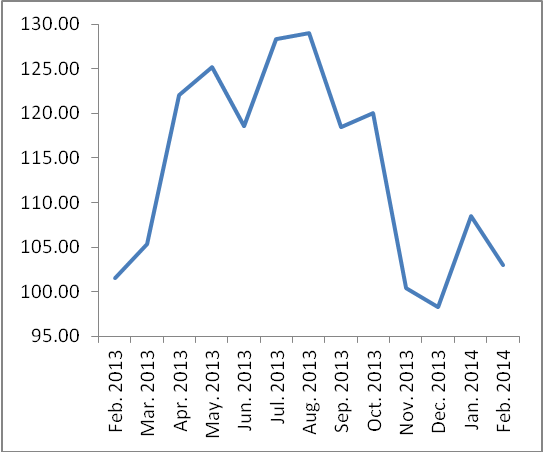 130.00
125.00
120.00
115.00
110.00
105.00
100.00
95.00
Feb. 2013
Mar. 2013
Apr. 2013
May. 2013
Jun. 2013
Jul. 2013
Aug. 2013
Sep. 2013
Oct. 2013
Nov. 2013
Dec. 2013
Jan. 2014
Feb. 2014